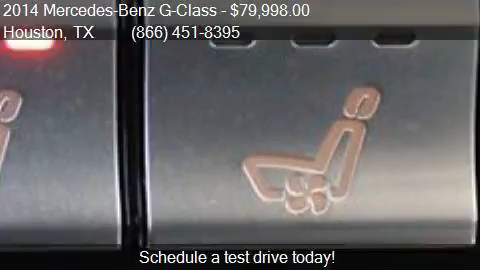 2014 Mercedes-Benz G-Class - $79,998.00
Houston, TX (866) 451-8395
Schedule a test drive today!